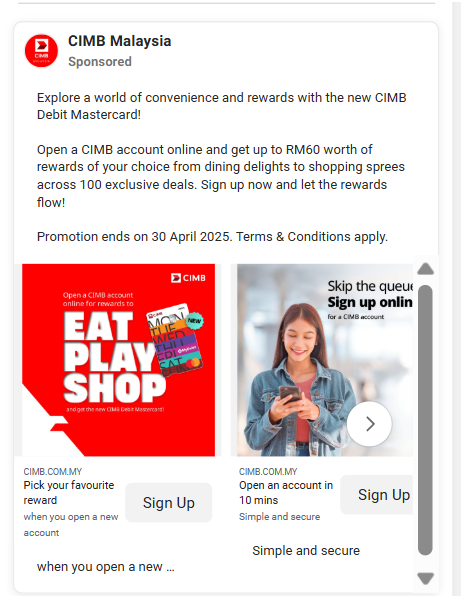 CIMB Malaysia
Sponsored
Explore a world of convenience and rewards with the new CIMB
Debit Mastercard!
Open a CIMB account online and get up to RM60 worth of
rewards of your choice from dining delights to shopping sprees
across 100 exclusive deals. Sign up now and let the rewards
flow!
Promotion ends on 30 April 2025. Terms & Conditions apply.
CIMB
Open a CIMB account
online for rewards to
EAT
PLAY
SHOP
NEW
and get the new CIMB Debit Mastercard!
Skip the queue
Sign up onlin
for a CIMB account
CIMB.COM.MY
Pick your favourite
reward
when you open a new
account
Sign Up
CIMB.COM.MY
Open an account in
10 mins
Simple and secure
Sign Up
when you open a new ...
Simple and secure